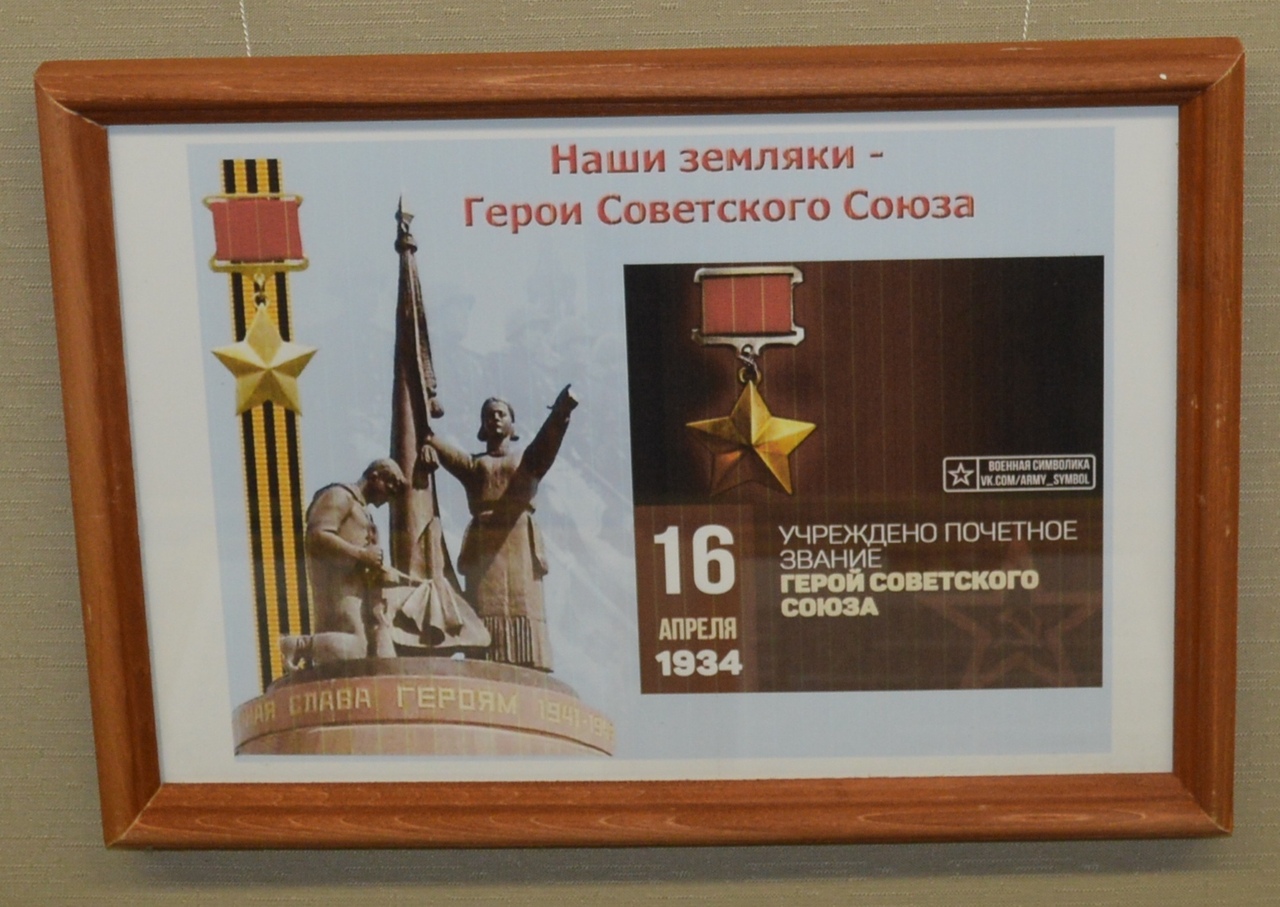 Наши земляки -
Герои Советского Союза
ВОЕННАЯ СИМВОЛИКА
VK.COM/ARMY_SYMBOL
16
АПРЕЛЯ
1934
УЧРЕЖДЕНО ПОЧЕТНОЕ
ЗВАНИЕ
ГЕРОЙ СОВЕТСКОГО
СОЮЗА
СЛАВА ГЕРОЯМ